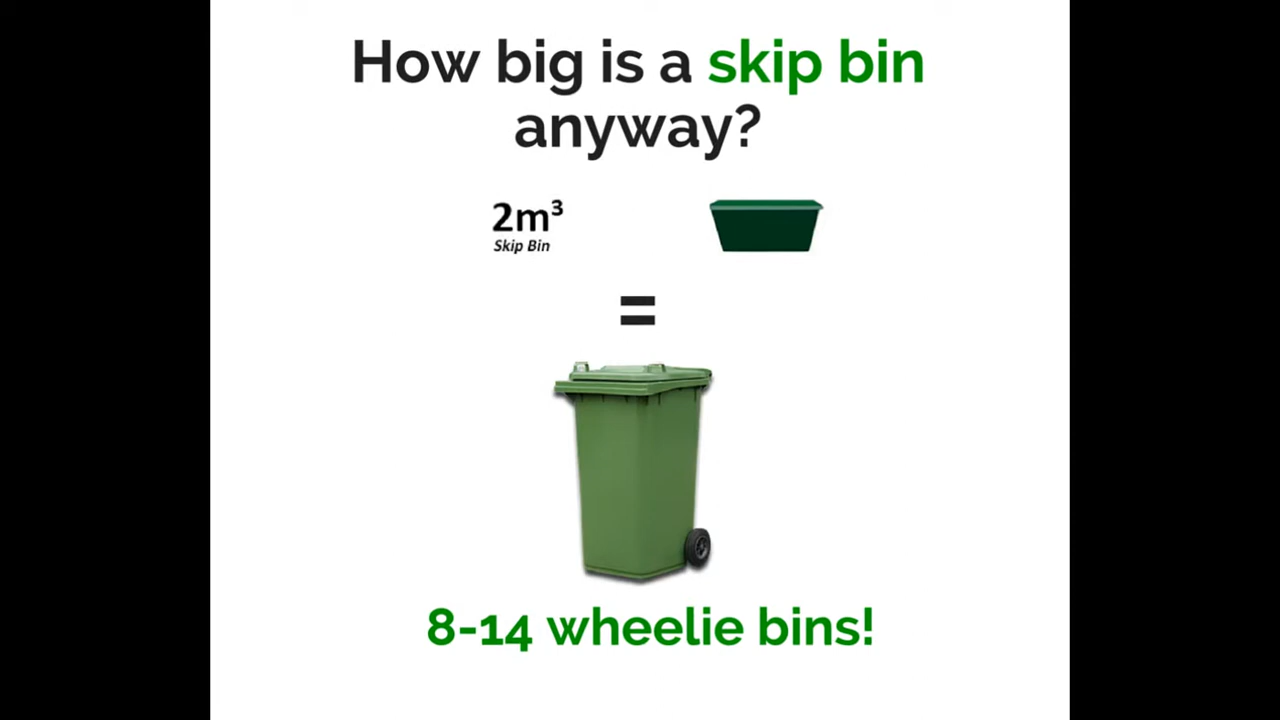 How big is a skip bin
anyway?
2m³
Skip Bin
=
8-14 wheelie bins!